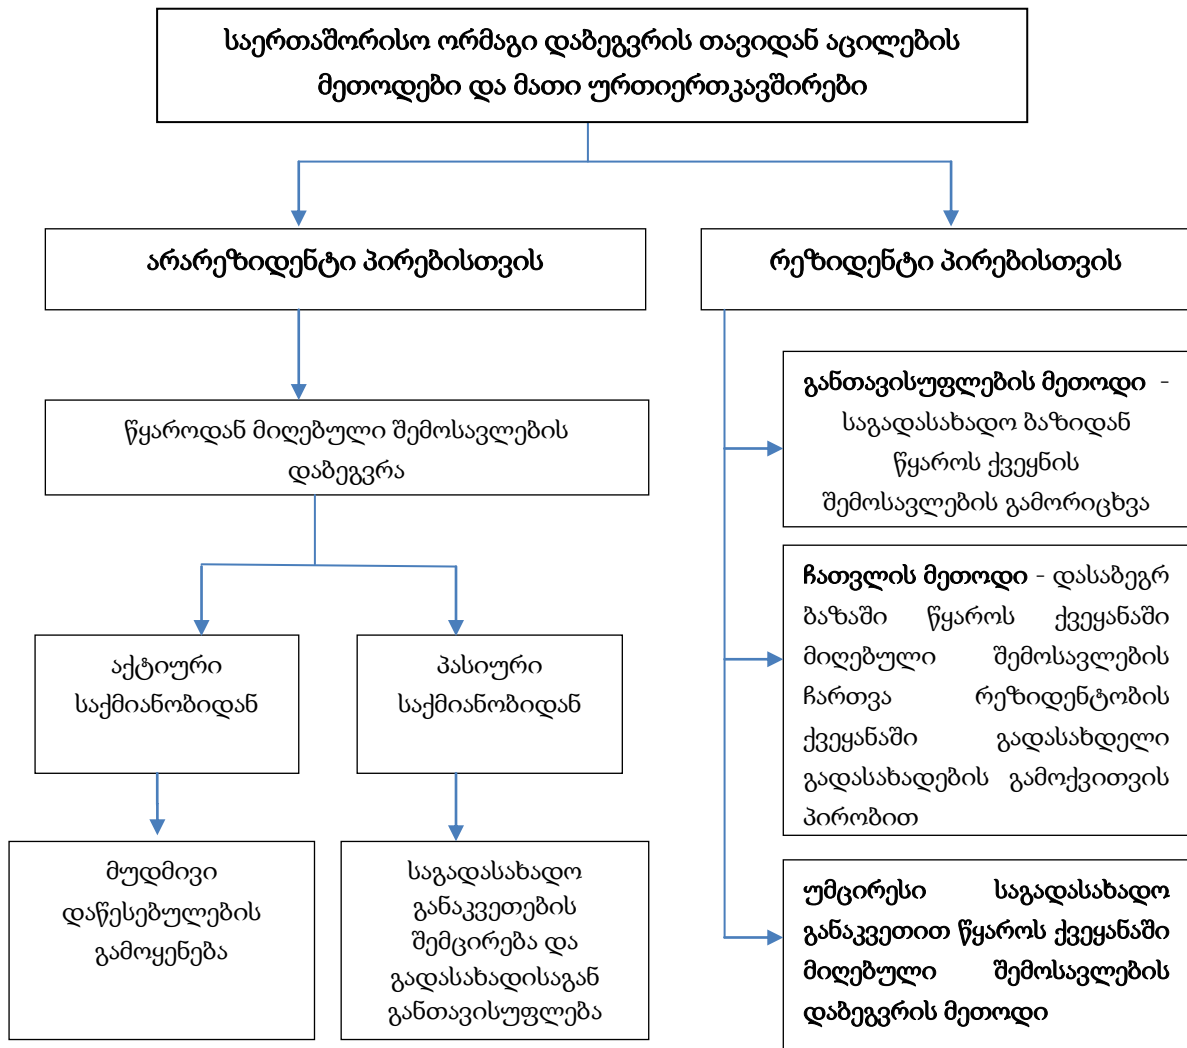 საერთაშორისო ორმაგი დაბეგვრის თავიდან აცილების
მეთოდები და მათი ურთიერტკავშირები
არარეზიდენტი პირებისთვის
რეზიდენტი პირებისთვის
წყაროდან მიღებული შემოსავლების
დაბეგვრა
აქტიური
საქმიანობიდან
პასიური
საქმიანობიდან
მუდმივი
დაწესებულების
გამოყენება
საგადასახადო
განაკვეთების
შემცირება და
გადასახადისაგან
განთავისუფლება
განთავისუფლების მეთოდი -
საგადასახადო ბაზიდან
წყაროს ქვეყნის
შემოსავლების გამორიცხვა
ჩათვლის მეთოდი - დასაბეგრ
ბაზაში წყაროს ქვეყანაში
მიღებული შემოსავლების
ჩართვა რეზიდენტობის
ქვეყანაში გადასახდელი
გადასახადების გამოქვითვის
პირობით
უმცირესი საგადასახადო
განაკვეთით წყაროს ქვეყანაში
მიღებული შემოსავლების
დაბეგვრის მეთოდი